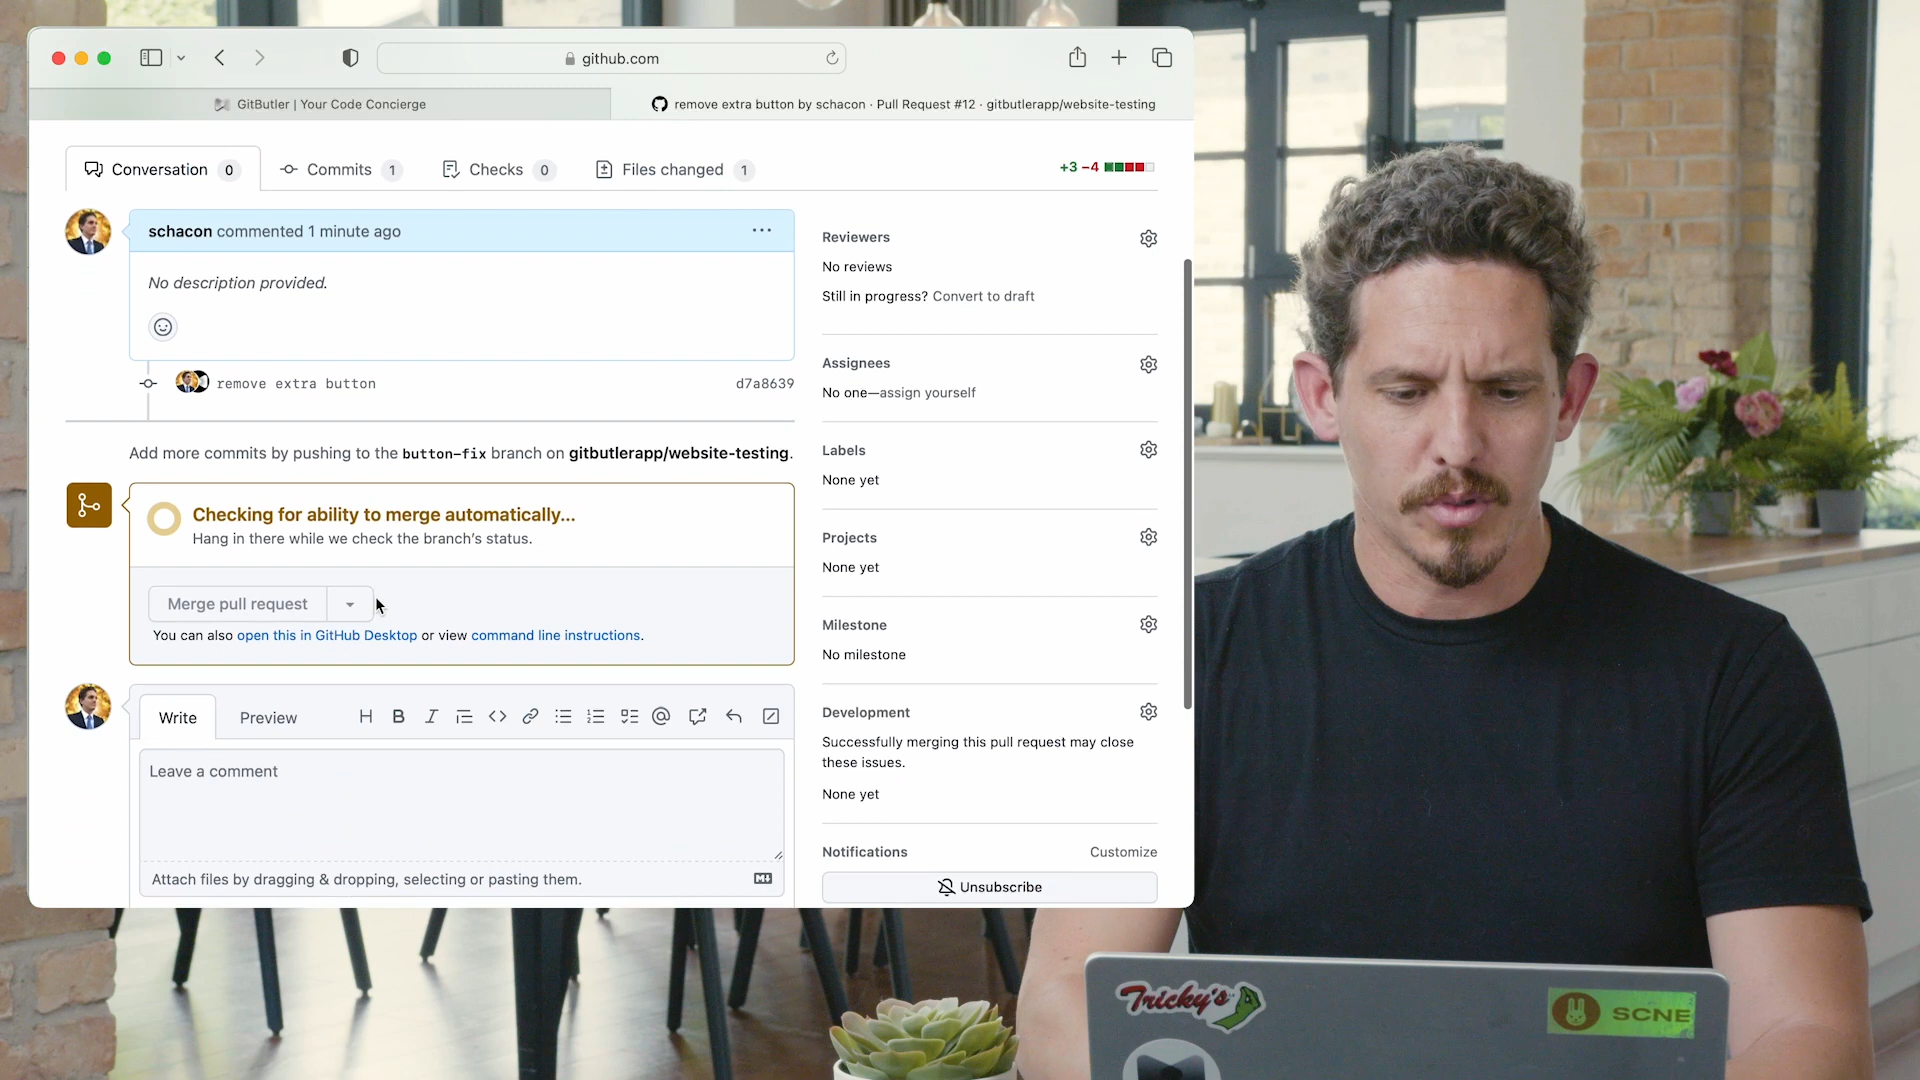 github.com
GitButler | Your Code Concierge
remove extra button by schacon · Pull Request #12 · gitbutlerapp/website-testing
Conversation 0
Commits 1
Checks 0
Files changed 1
+3 −4
schacon commented 1 minute ago
No description provided.
remove extra button d7a8639
Add more commits by pushing to the button-fix branch on gitbutlerapp/website-testing.
Checking for ability to merge automatically...
Hang in there while we check the branch's status.
Merge pull request
You can also open this in GitHub Desktop or view command line instructions.
Write
Preview
Leave a comment
Attach files by dragging & dropping, selecting or pasting them.
Reviewers
No reviews
Still in progress? Convert to draft
Assignees
No one—assign yourself
Labels
None yet
Projects
None yet
Milestone
No milestone
Development
Successfully merging this pull request may close
these issues.
None yet
Notifications Customize
Unsubscribe
Tricky's
SCNE